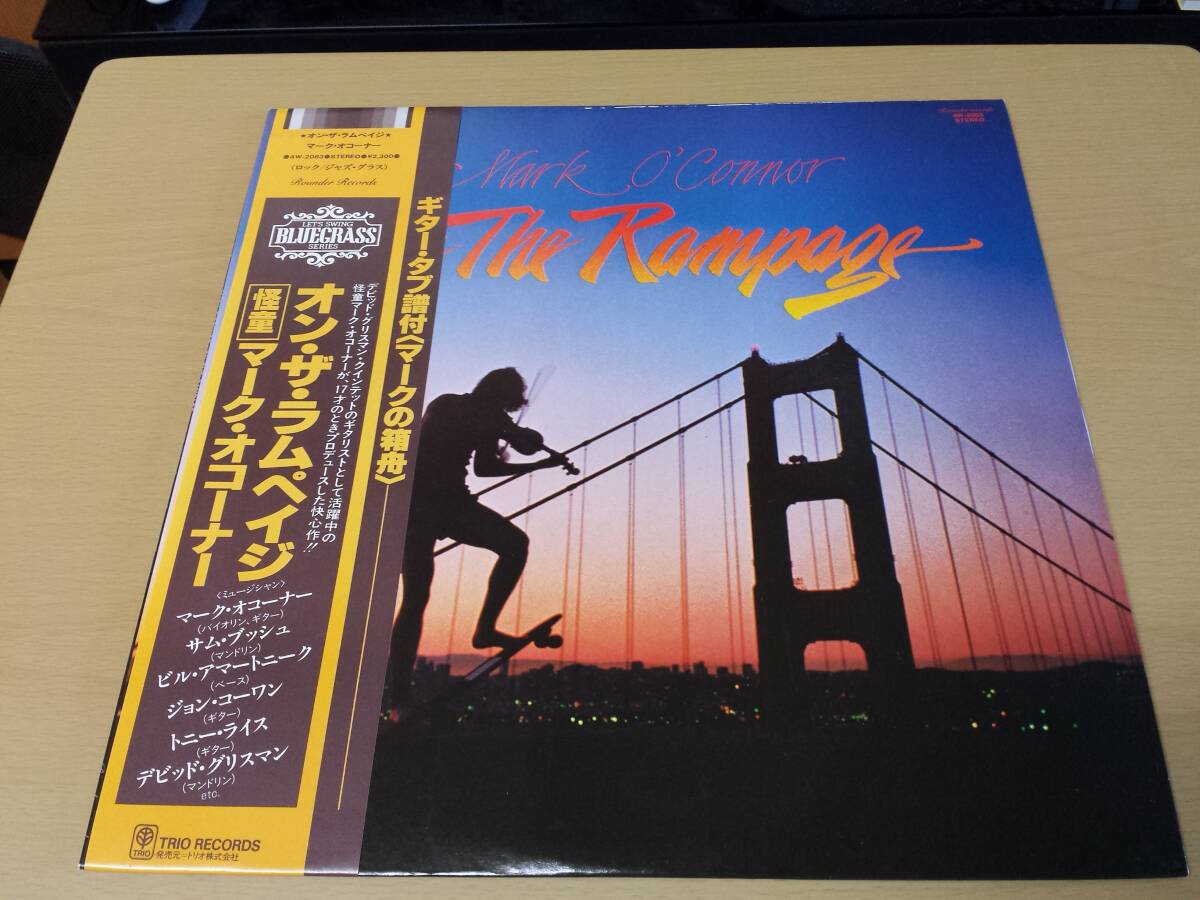 ★オン・ザ・ラムペイジ★
マーク・オコーナー
●AW-2063●STEREO●¥2,300●
(ロック/ジャズ・グラス)
Rounder Records
LET'S SWING
BLUEGRASS
SERIES
ギター・タブ譜付〈マークの箱舟〉
デビッド・グリスマン・クインテットのギタリストとして活躍中の
怪童マーク・オコーナーが、17才のときプロデュースした快心作!!
オン・ザ・ラムペイジ
怪童 マーク・オコーナー
〈ミュージシャン〉
マーク・オコーナー
(バイオリン、ギター)
サム・ブッシュ
(マンドリン)
ビル・アマートニーク
(ベース)
ジョン・コーワン
(ギター)
トニー・ライス
(ギター)
デビッド・グリスマン
(マンドリン)
etc.
TRIO
TRIO RECORDS
発売元=トリオ株式会社
Mark O'Connor
The Rampage
Rounder Records
AW-2063
STEREO